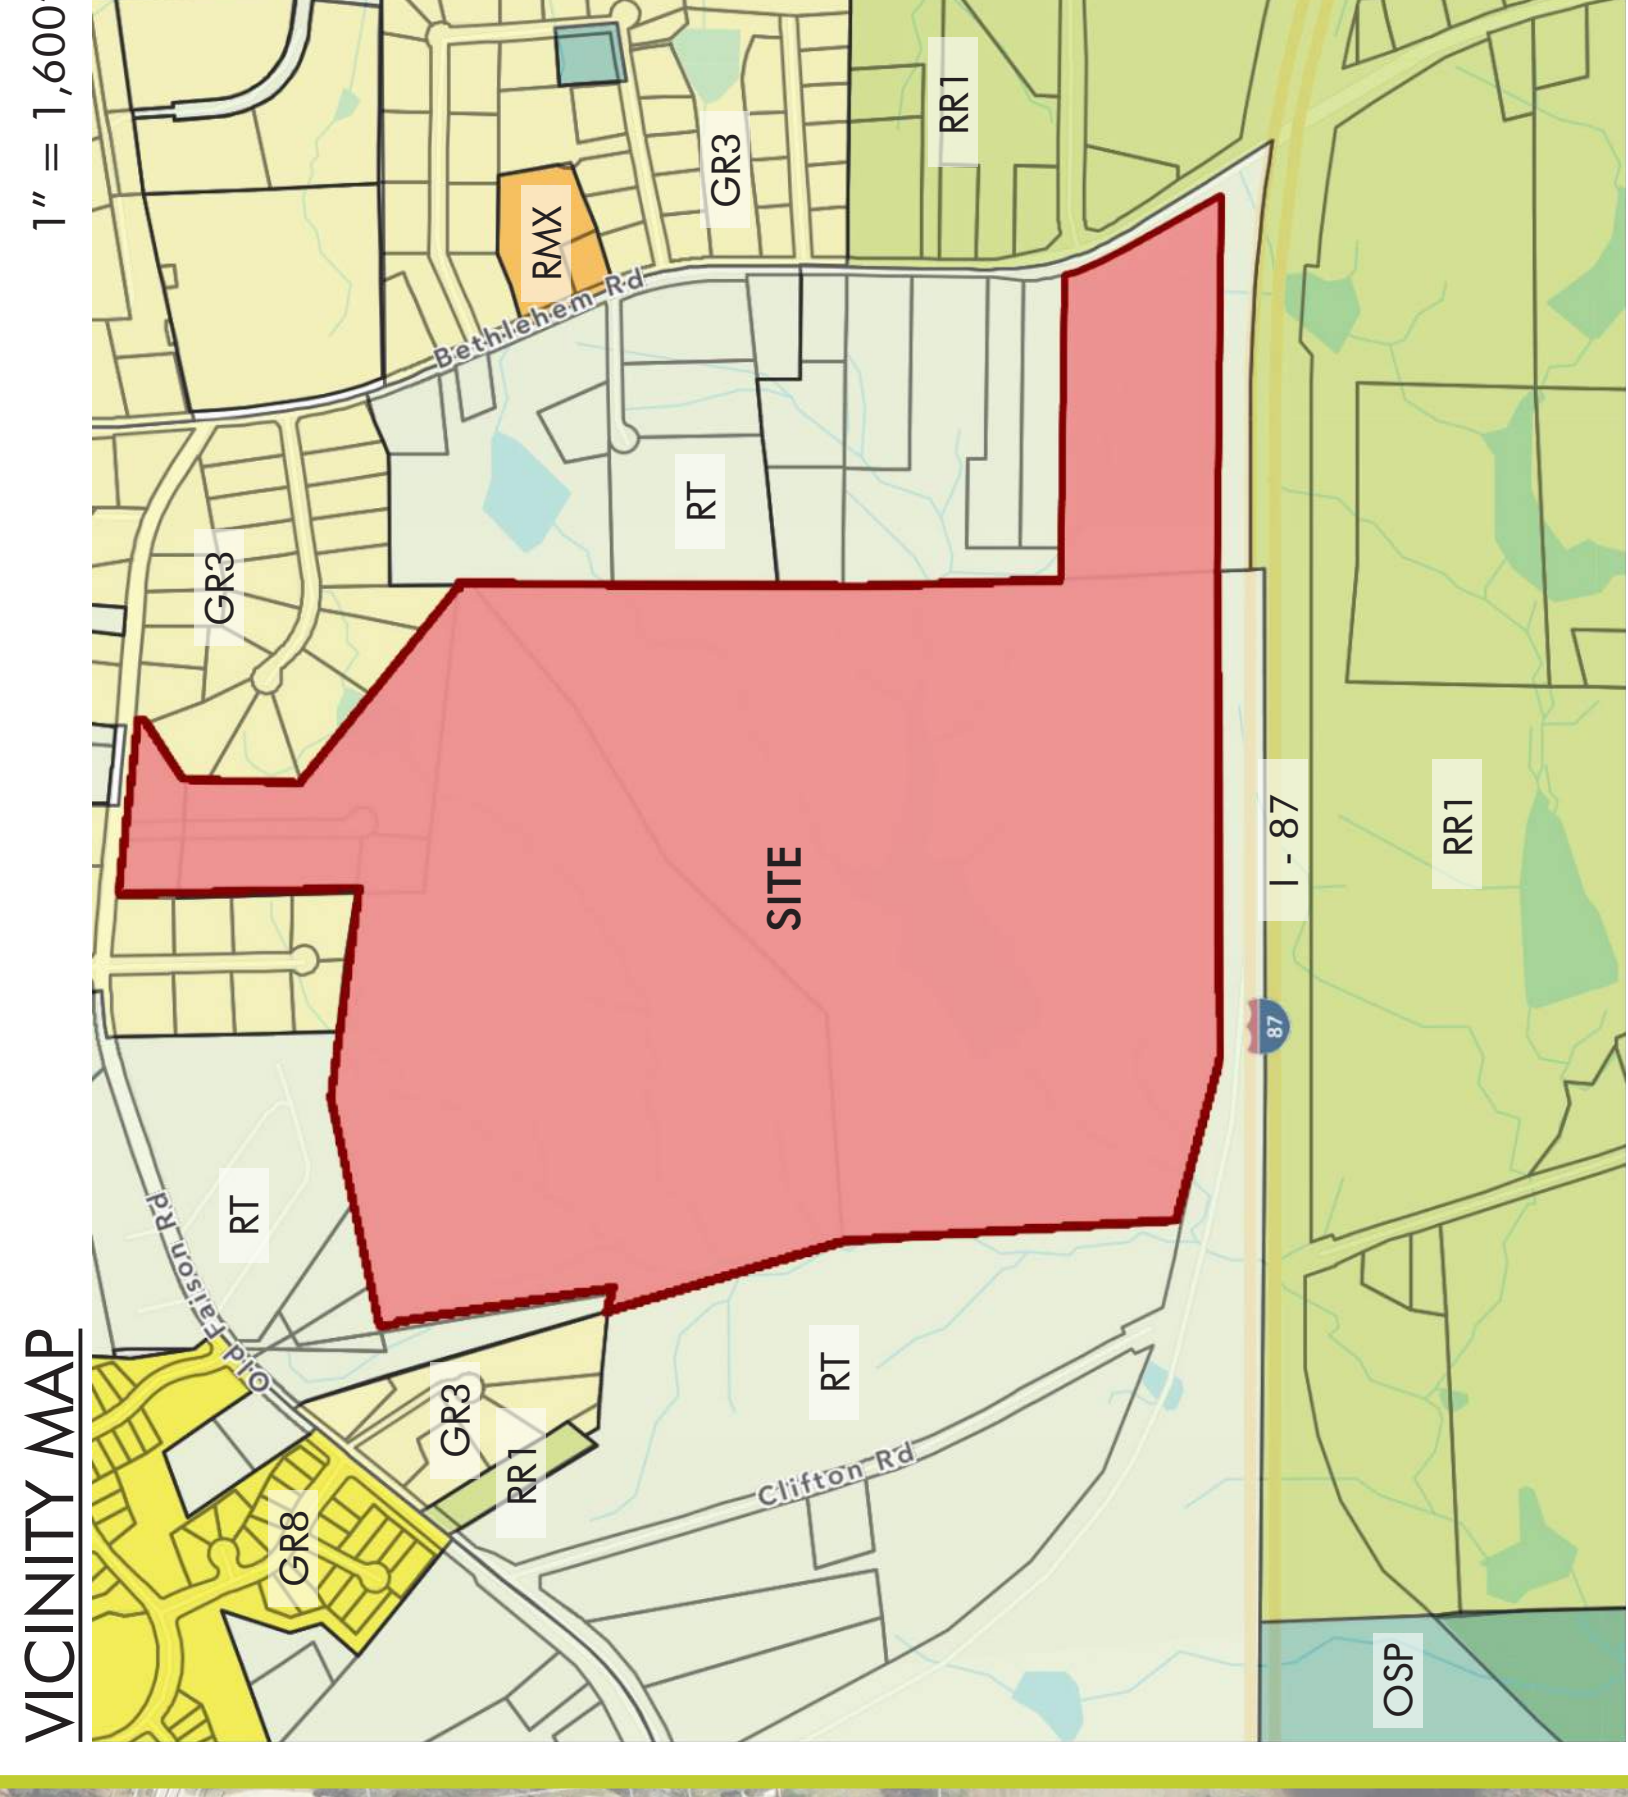 VICINITY MAP
1" = 1,600
GR8
Old Faison Rd
RT
GR3
GR3
RR1
RMX
Bethlehem Rd
GR3
RT
RR1
SITE
Clifton Rd
RT
I - 87
87
OSP
RR1